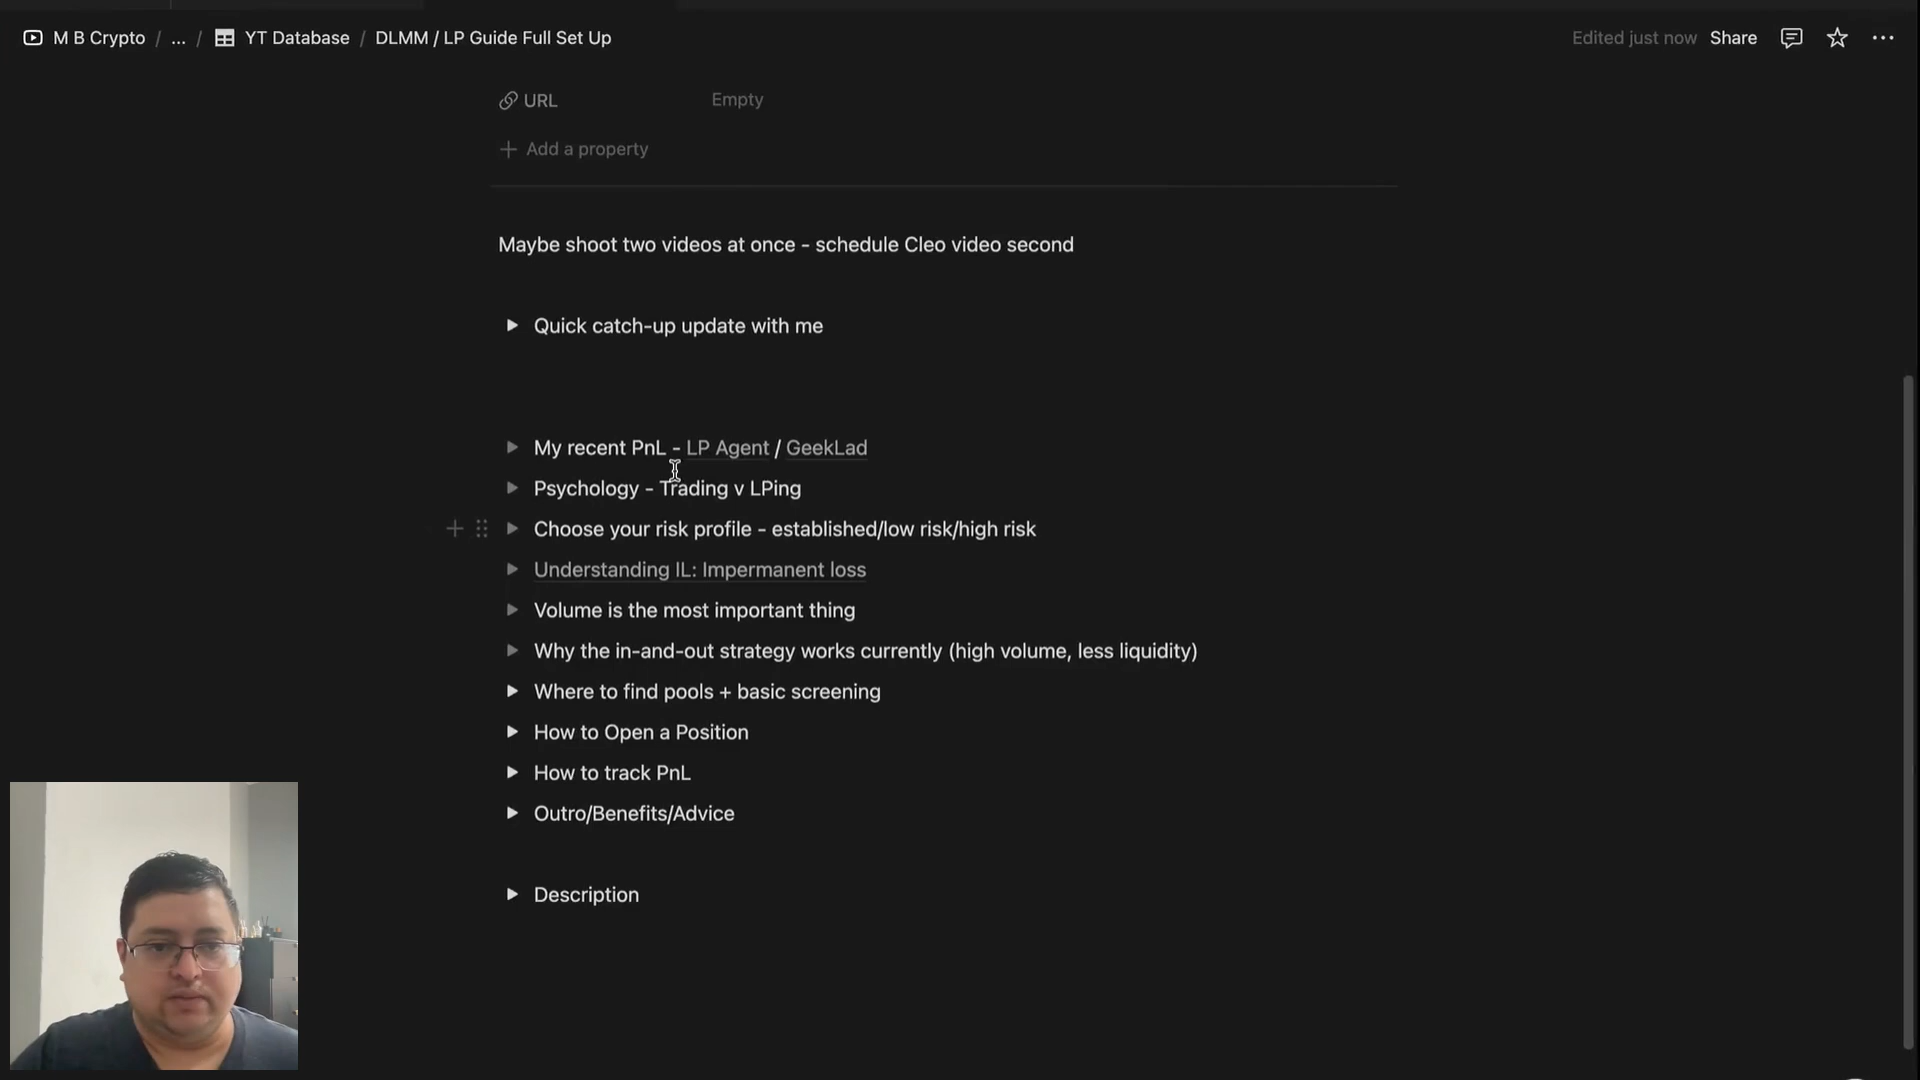 M B Crypto / ... / YT Database / DLMM / LP Guide Full Set Up
Edited just now Share
URL Empty
Add a property
Maybe shoot two videos at once - schedule Cleo video second
Quick catch-up update with me
My recent PnL - LP Agent / GeekLad
Psychology - Trading v LPing
Choose your risk profile - established/low risk/high risk
Understanding IL: Impermanent loss
Volume is the most important thing
Why the in-and-out strategy works currently (high volume, less liquidity)
Where to find pools + basic screening
How to Open a Position
How to track PnL
Outro/Benefits/Advice
Description